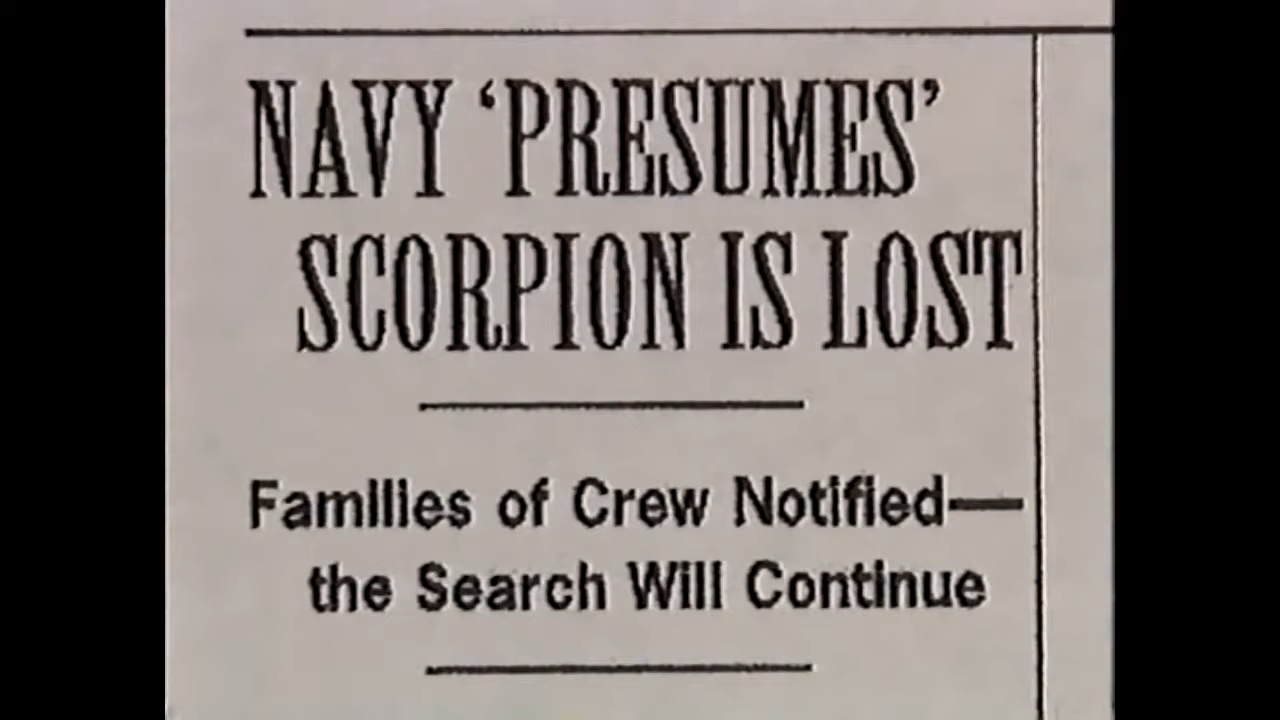 NAVY ‘PRESUMES’
SCORPION IS LOST
Families of Crew Notified—
the Search Will Continue